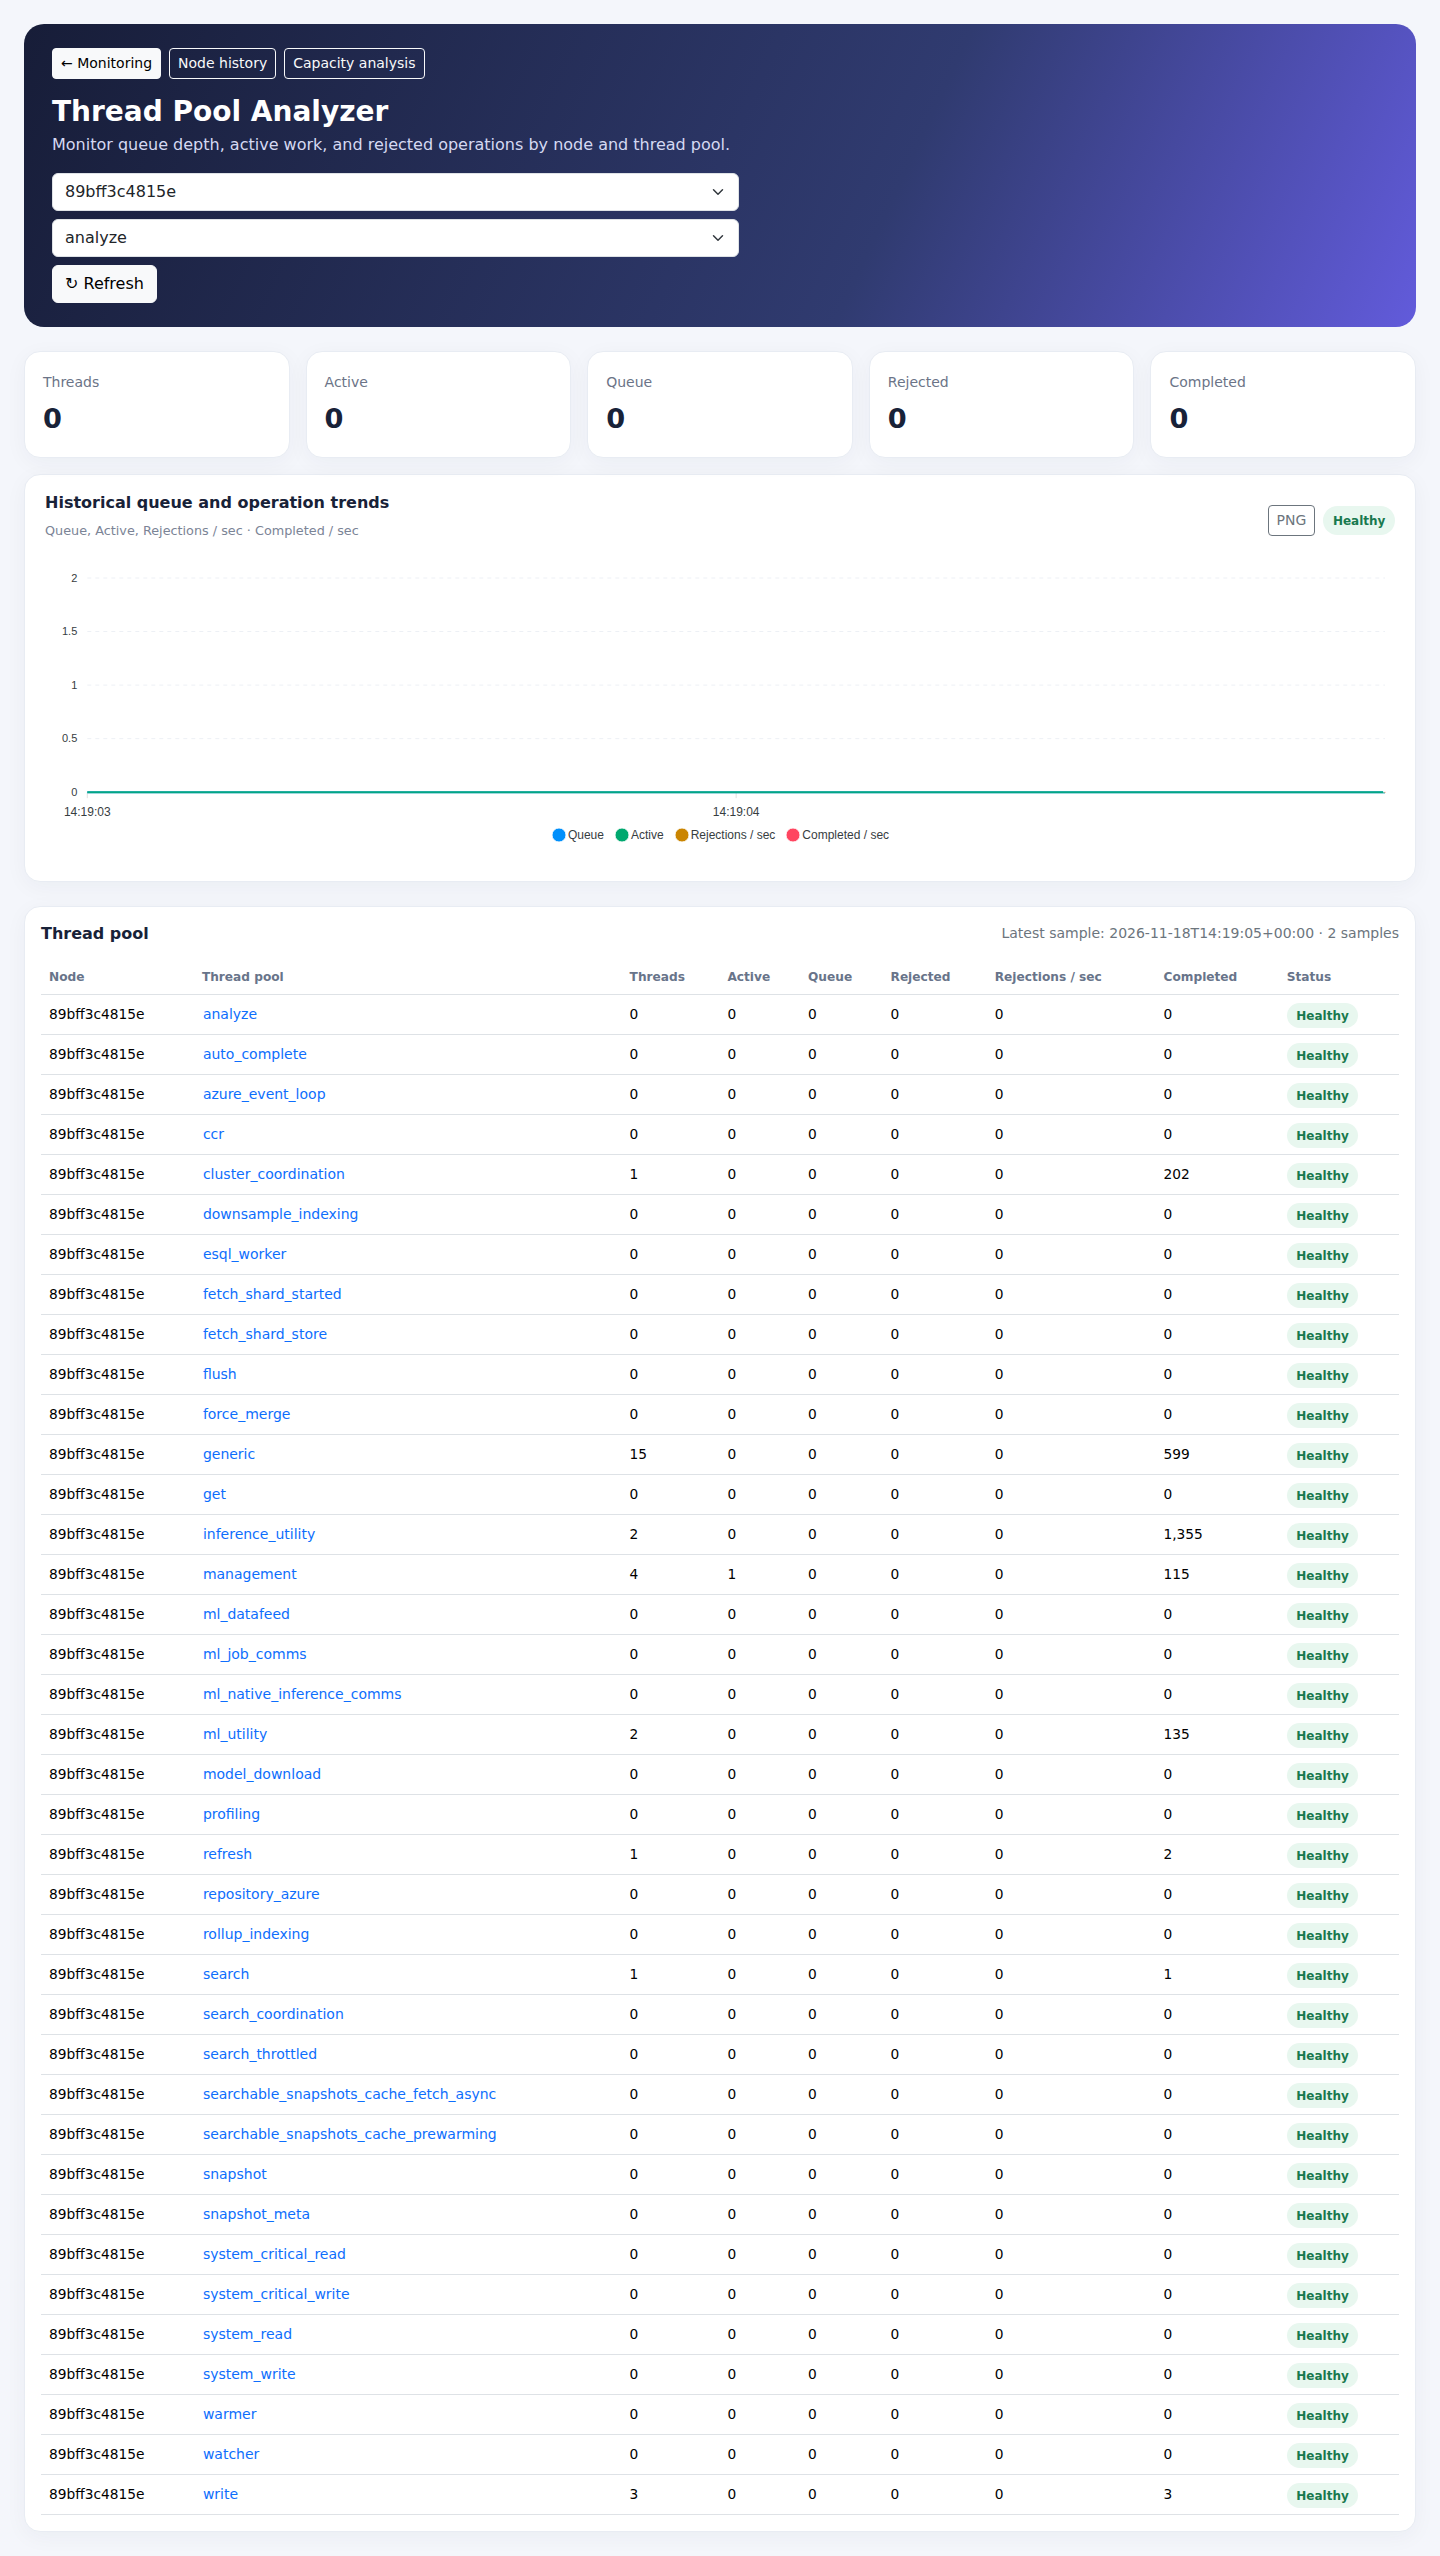 ← Monitoring Node history Capacity analysis
Thread Pool Analyzer
Monitor queue depth, active work, and rejected operations by node and thread pool.
89bff3c4815e
analyze
↻ Refresh
Threads Active Queue Rejected Completed
0 0 0 0 0
Historical queue and operation trends
Queue, Active, Rejections / sec · Completed / sec
PNG Healthy
2
1.5
1
0.5
0
14:19:03 14:19:04
Queue Active Rejections / sec Completed / sec
Thread pool Latest sample: 2026-11-18T14:19:05+00:00 · 2 samples
Node Thread pool Threads Active Queue Rejected Rejections / sec Completed Status
89bff3c4815e analyze 0 0 0 0 0 0 Healthy
89bff3c4815e auto_complete 0 0 0 0 0 0 Healthy
89bff3c4815e azure_event_loop 0 0 0 0 0 0 Healthy
89bff3c4815e ccr 0 0 0 0 0 0 Healthy
89bff3c4815e cluster_coordination 1 0 0 0 0 202 Healthy
89bff3c4815e downsample_indexing 0 0 0 0 0 0 Healthy
89bff3c4815e esql_worker 0 0 0 0 0 0 Healthy
89bff3c4815e fetch_shard_started 0 0 0 0 0 0 Healthy
89bff3c4815e fetch_shard_store 0 0 0 0 0 0 Healthy
89bff3c4815e flush 0 0 0 0 0 0 Healthy
89bff3c4815e force_merge 0 0 0 0 0 0 Healthy
89bff3c4815e generic 15 0 0 0 0 599 Healthy
89bff3c4815e get 0 0 0 0 0 0 Healthy
89bff3c4815e inference_utility 2 0 0 0 0 1,355 Healthy
89bff3c4815e management 4 1 0 0 0 115 Healthy
89bff3c4815e ml_datafeed 0 0 0 0 0 0 Healthy
89bff3c4815e ml_job_comms 0 0 0 0 0 0 Healthy
89bff3c4815e ml_native_inference_comms 0 0 0 0 0 0 Healthy
89bff3c4815e ml_utility 2 0 0 0 0 135 Healthy
89bff3c4815e model_download 0 0 0 0 0 0 Healthy
89bff3c4815e profiling 0 0 0 0 0 0 Healthy
89bff3c4815e refresh 1 0 0 0 0 2 Healthy
89bff3c4815e repository_azure 0 0 0 0 0 0 Healthy
89bff3c4815e rollup_indexing 0 0 0 0 0 0 Healthy
89bff3c4815e search 1 0 0 0 0 1 Healthy
89bff3c4815e search_coordination 0 0 0 0 0 0 Healthy
89bff3c4815e search_throttled 0 0 0 0 0 0 Healthy
89bff3c4815e searchable_snapshots_cache_fetch_async 0 0 0 0 0 0 Healthy
89bff3c4815e searchable_snapshots_cache_prewarming 0 0 0 0 0 0 Healthy
89bff3c4815e snapshot 0 0 0 0 0 0 Healthy
89bff3c4815e snapshot_meta 0 0 0 0 0 0 Healthy
89bff3c4815e system_critical_read 0 0 0 0 0 0 Healthy
89bff3c4815e system_critical_write 0 0 0 0 0 0 Healthy
89bff3c4815e system_read 0 0 0 0 0 0 Healthy
89bff3c4815e system_write 0 0 0 0 0 0 Healthy
89bff3c4815e warmer 0 0 0 0 0 0 Healthy
89bff3c4815e watcher 0 0 0 0 0 0 Healthy
89bff3c4815e write 3 0 0 0 0 3 Healthy